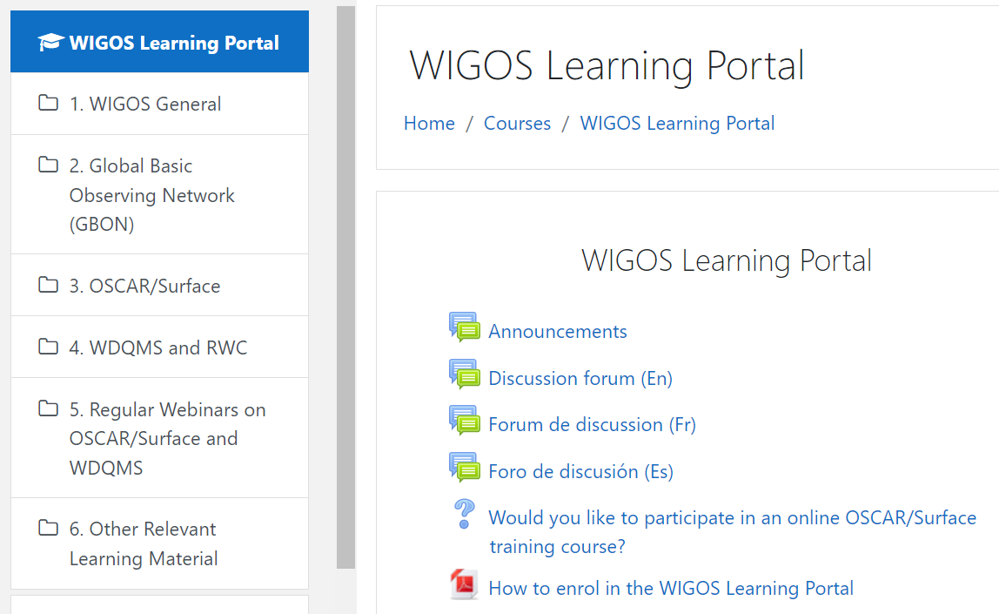 WIGOS Learning Portal
1. WIGOS General
2. Global Basic
Observing Network
(GBON)
3. OSCAR/Surface
4. WDQMS and RWC
5. Regular Webinars on
OSCAR/Surface and
WDQMS
6. Other Relevant
Learning Material
WIGOS Learning Portal
Home / Courses / WIGOS Learning Portal
WIGOS Learning Portal
Announcements
Discussion forum (En)
Forum de discussion (Fr)
Foro de discusión (Es)
Would you like to participate in an online OSCAR/Surface
training course?
How to enrol in the WIGOS Learning Portal